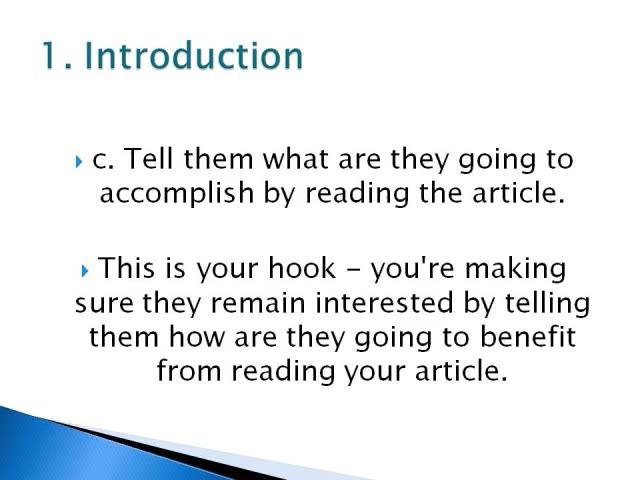 1. Introduction
c. Tell them what are they going to
accomplish by reading the article.
This is your hook – you're making
sure they remain interested by telling
them how are they going to benefit
from reading your article.